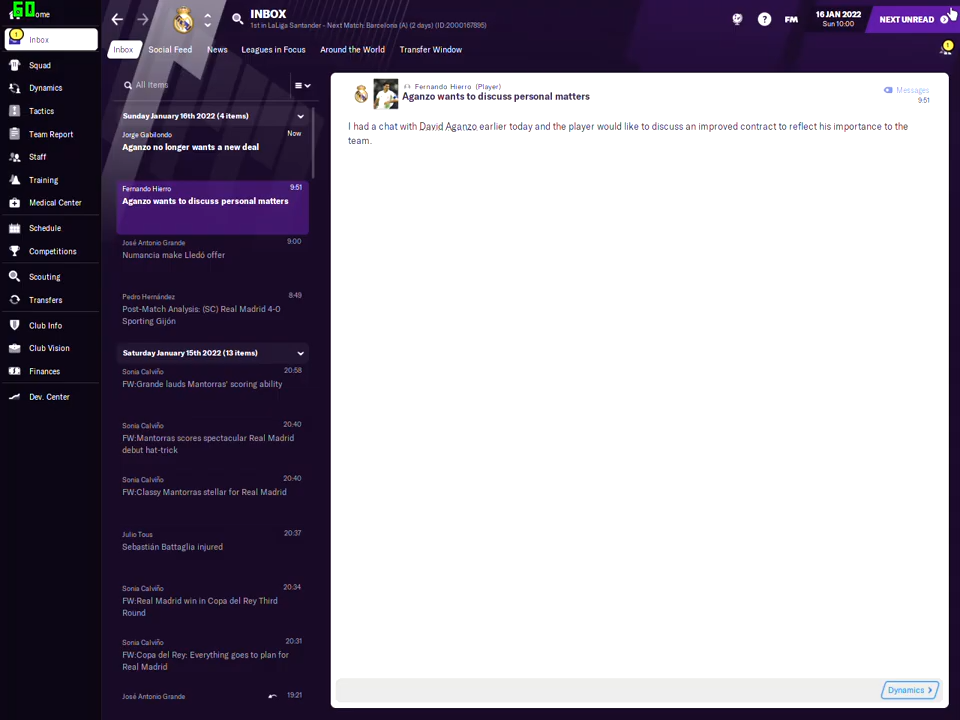 60
ome
INBOX
1st in LaLiga Santander - Next Match: Barcelona (A) (2 days) (ID:2000167895)
FM
16 JAN 2022
Sun 10:00
NEXT UNREAD
1
Inbox
Squad
Dynamics
Tactics
Team Report
Staff
Training
Medical Center
Schedule
Competitions
Scouting
Transfers
Club Info
Club Vision
Finances
Dev. Center
Inbox
Social Feed
News
Leagues in Focus
Around the World
Transfer Window
1
All Items
Sunday January 16th 2022 (4 items)
Jorge Gabilondo
Now
Aganzo no longer wants a new deal
Fernando Hierro
9:51
Aganzo wants to discuss personal matters
José Antonio Grande
9:00
Numancia make Lledó offer
Pedro Hernández
8:49
Post-Match Analysis: (SC) Real Madrid 4-0
Sporting Gijón
Saturday January 15th 2022 (13 items)
Sonia Calviño
20:58
FW:Grande lauds Mantorras' scoring ability
Sonia Calviño
20:40
FW:Mantorras scores spectacular Real Madrid
debut hat-trick
Sonia Calviño
20:40
FW:Classy Mantorras stellar for Real Madrid
Julio Tous
20:37
Sebastián Battaglia injured
Sonia Calviño
20:34
FW:Real Madrid win in Copa del Rey Third
Round
Sonia Calviño
20:31
FW:Copa del Rey: Everything goes to plan for
Real Madrid
José Antonio Grande
19:21
Fernando Hierro (Player)
Aganzo wants to discuss personal matters
Messages
9:51
I had a chat with David Aganzo earlier today and the player would like to discuss an improved contract to reflect his importance to the
team.
Dynamics